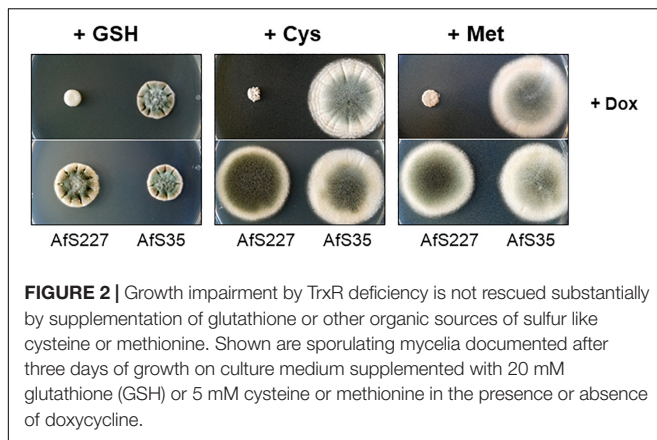 + GSH + Cys + Met
+ Dox
AfS227 AfS35 AfS227 AfS35 AfS227 AfS35
FIGURE 2 | Growth impairment by TrxR deficiency is not rescued substantially
by supplementation of glutathione or other organic sources of sulfur like
cysteine or methionine. Shown are sporulating mycelia documented after
three days of growth on culture medium supplemented with 20 mM
glutathione (GSH) or 5 mM cysteine or methionine in the presence or absence
of doxycycline.